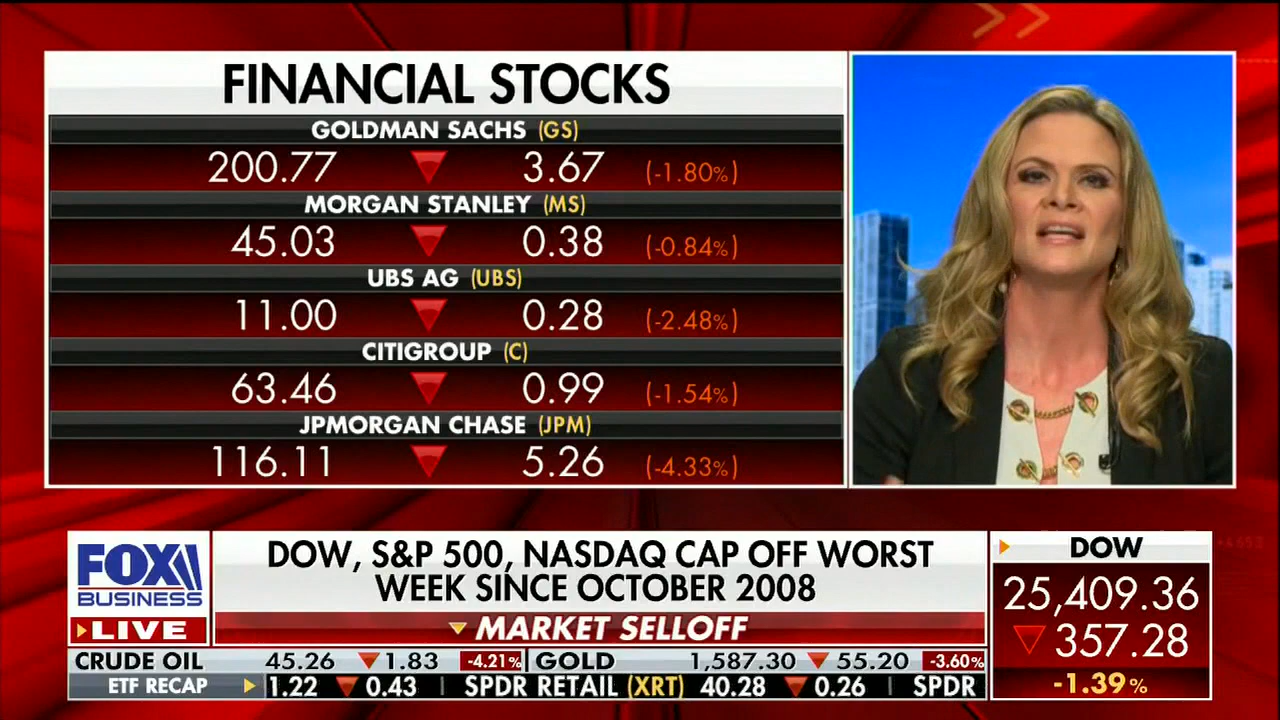 FINANCIAL STOCKS
GOLDMAN SACHS (GS)
200.77 3.67 (-1.80%)
MORGAN STANLEY (MS)
45.03 0.38 (-0.84%)
UBS AG (UBS)
11.00 0.28 (-2.48%)
CITIGROUP (C)
63.46 0.99 (-1.54%)
JPMORGAN CHASE (JPM)
116.11 5.26 (-4.33%)
FOX
BUSINESS
LIVE
DOW, S&P 500, NASDAQ CAP OFF WORST
WEEK SINCE OCTOBER 2008
MARKET SELLOFF
DOW
25,409.36
357.28
-1.39%
CRUDE OIL 45.26 1.83 -4.21% GOLD 1,587.30 55.20 -3.60%
ETF RECAP 1.22 0.43 SPDR RETAIL (XRT) 40.28 0.26 SPDR